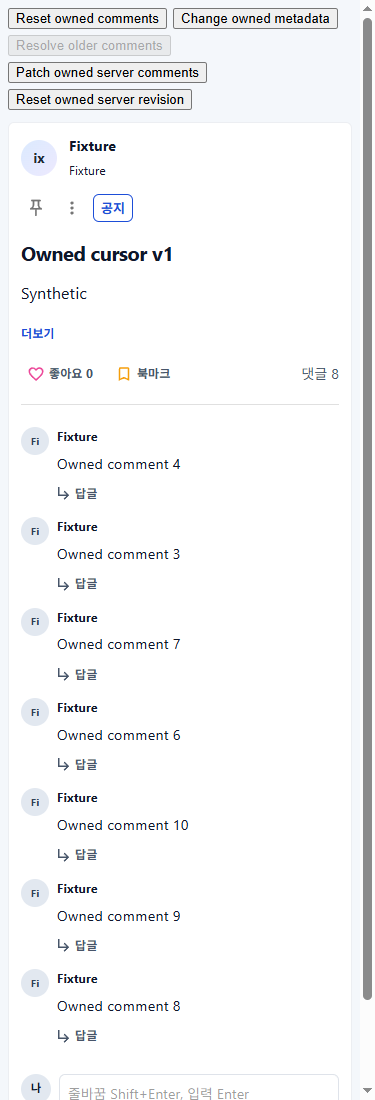 Reset owned comments
Change owned metadata
Resolve older comments
Patch owned server comments
Reset owned server revision
ix
Fixture
Fixture
공지
Owned cursor v1
Synthetic
더보기
좋아요 0
북마크
댓글 8
Fi
Fixture
Owned comment 4
답글
Fi
Fixture
Owned comment 3
답글
Fi
Fixture
Owned comment 7
답글
Fi
Fixture
Owned comment 6
답글
Fi
Fixture
Owned comment 10
답글
Fi
Fixture
Owned comment 9
답글
Fi
Fixture
Owned comment 8
답글
나
줄바꿈 Shift+Enter, 입력 Enter